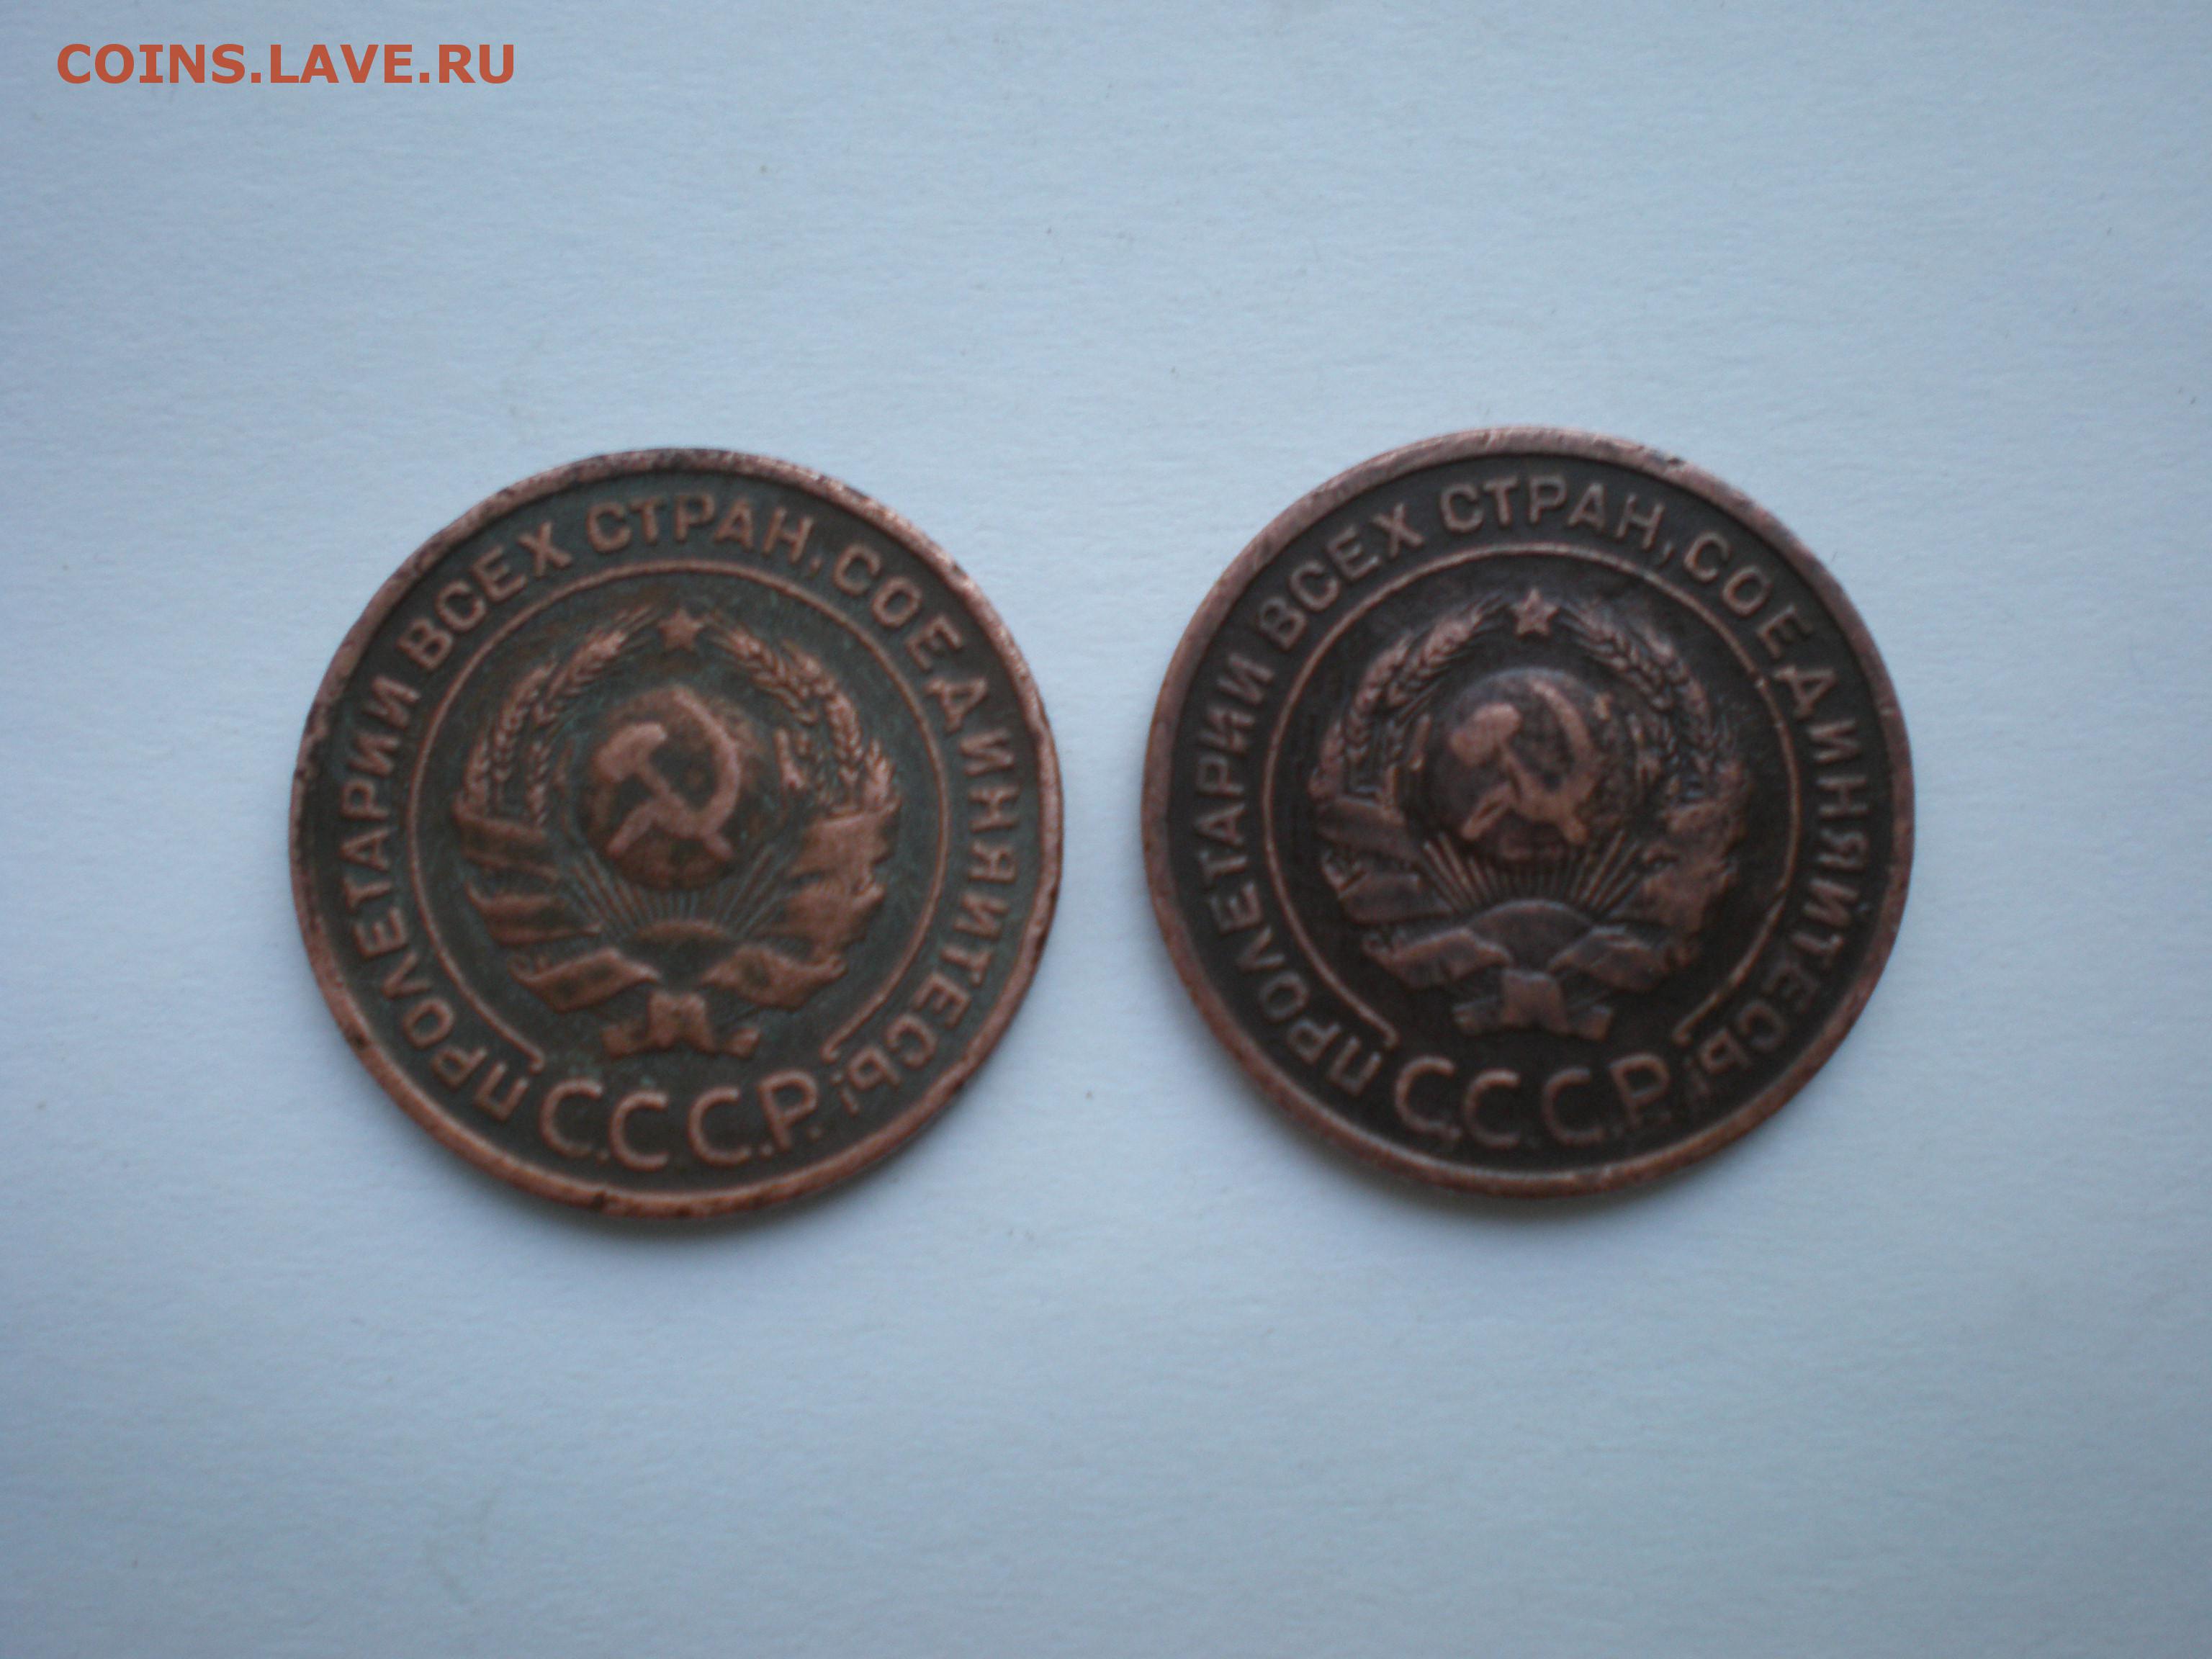 COINS.LAVE.RU
ПРОЛЕТАРИИ ВСЕХ СТРАН, СОЕДИНЯЙТЕСЬ!
С.С.С.Р.
ПРОЛЕТАРИИ ВСЕХ СТРАН, СОЕДИНЯЙТЕСЬ!
С.С.С.Р.